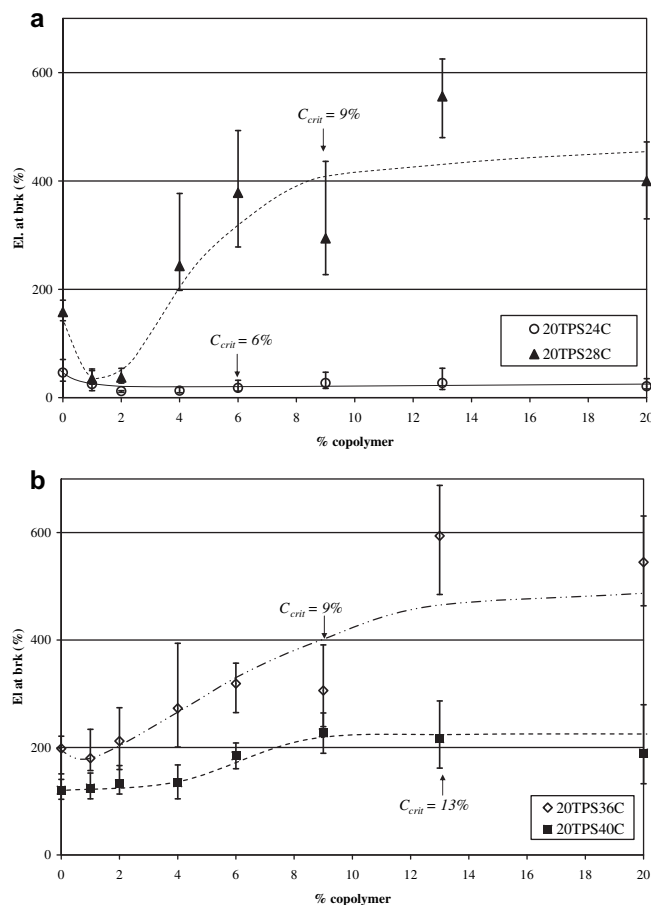 a
600
400
200
0
El. at brk (%)
C_crit = 9%
C_crit = 6%
20TPS24C
20TPS28C
0 2 4 6 8 10 12 14 16 18 20
% copolymer
b
600
400
200
0
El at brk (%)
C_crit = 9%
C_crit = 13%
20TPS36C
20TPS40C
0 2 4 6 8 10 12 14 16 18 20
% copolymer